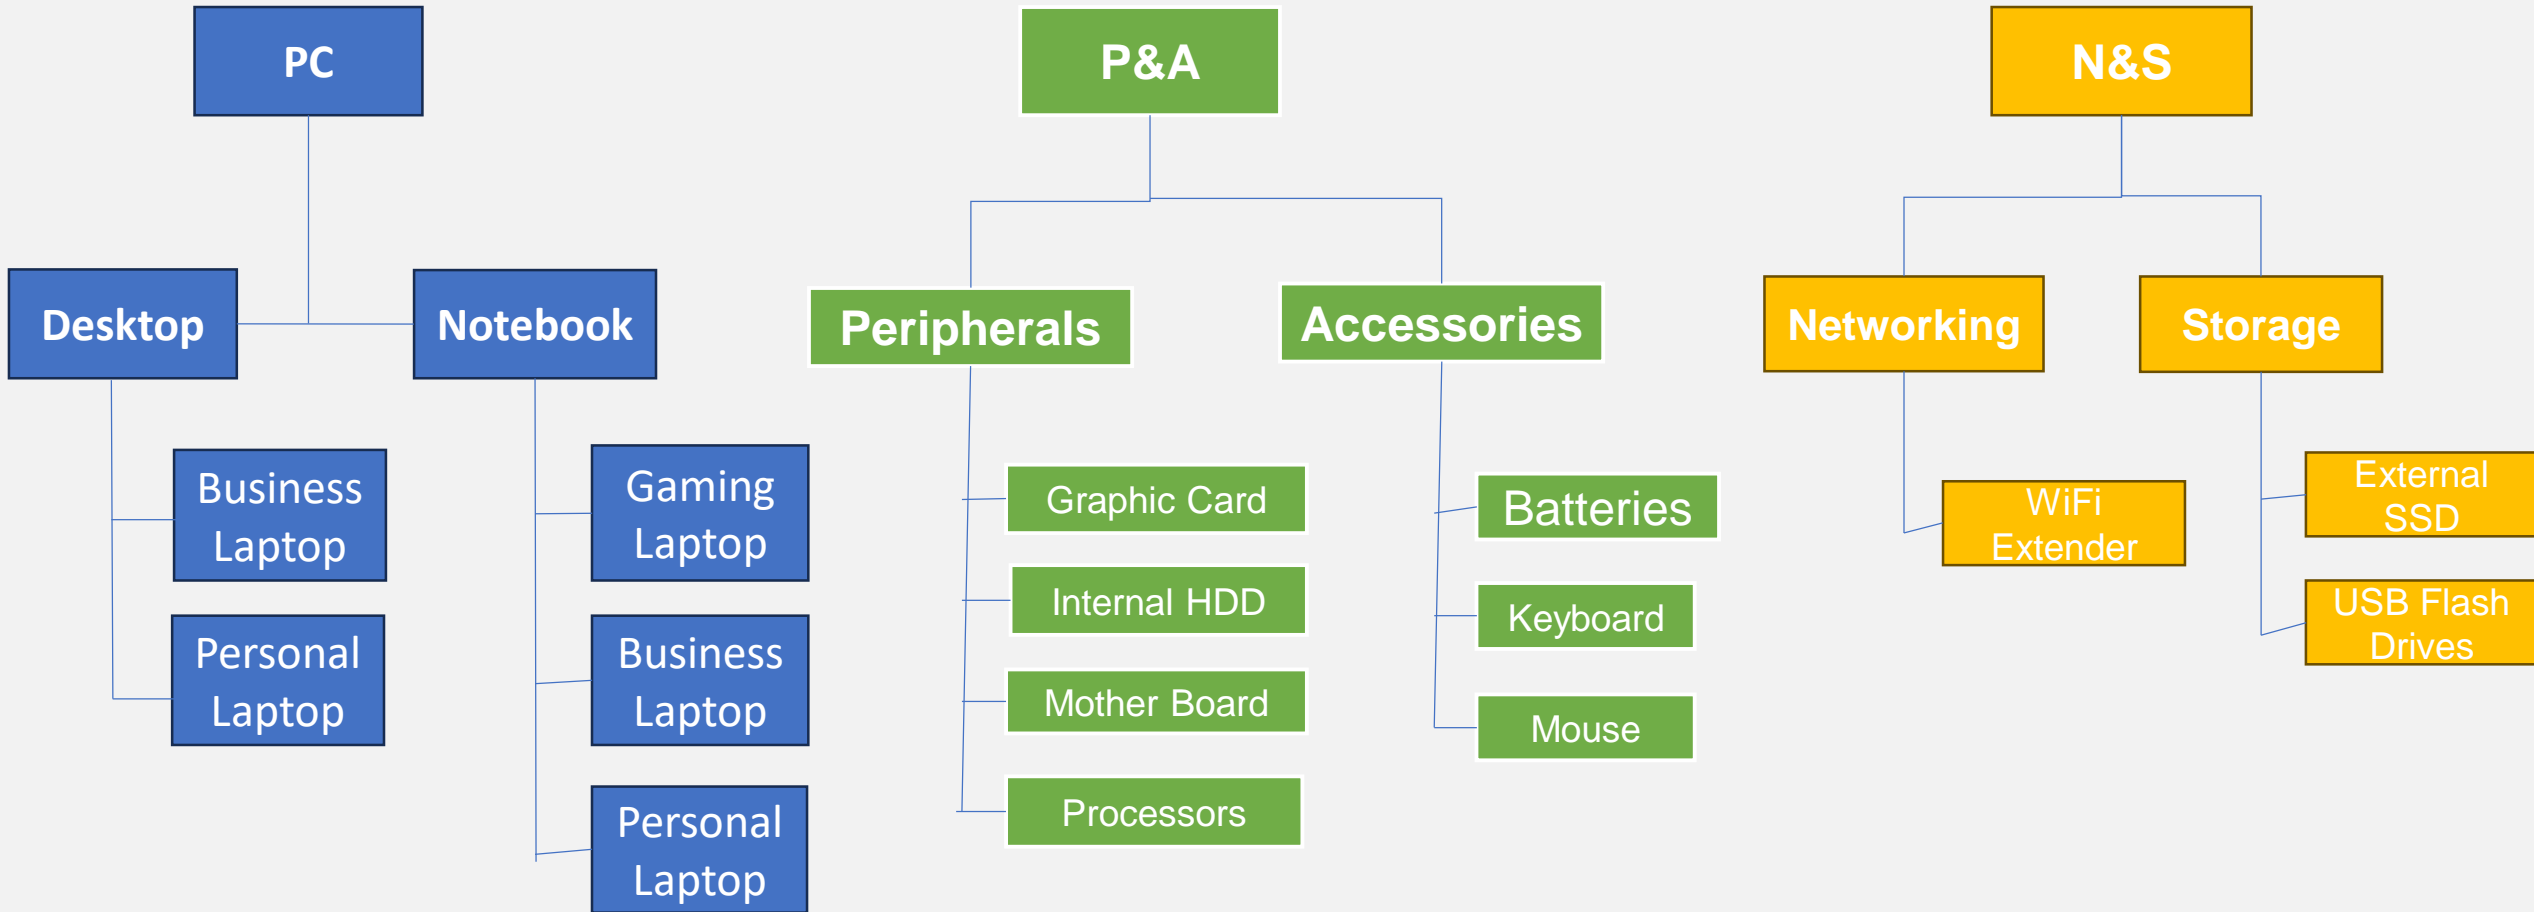 PC
P&A
N&S
Desktop
Notebook
Peripherals
Accessories
Networking
Storage
Business
Laptop
Personal
Laptop
Gaming
Laptop
Business
Laptop
Personal
Laptop
Graphic Card
Internal HDD
Mother Board
Processors
Batteries
Keyboard
Mouse
WiFi
Extender
External
SSD
USB Flash
Drives